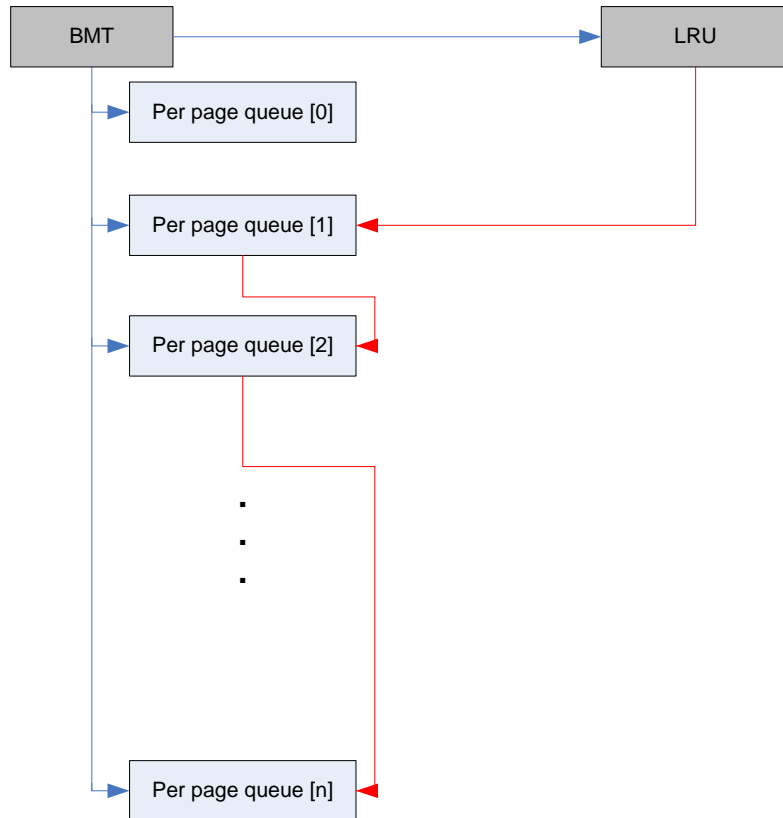 BMT
LRU
Per page queue [0]
Per page queue [1]
Per page queue [2]
.
.
.
Per page queue [n]